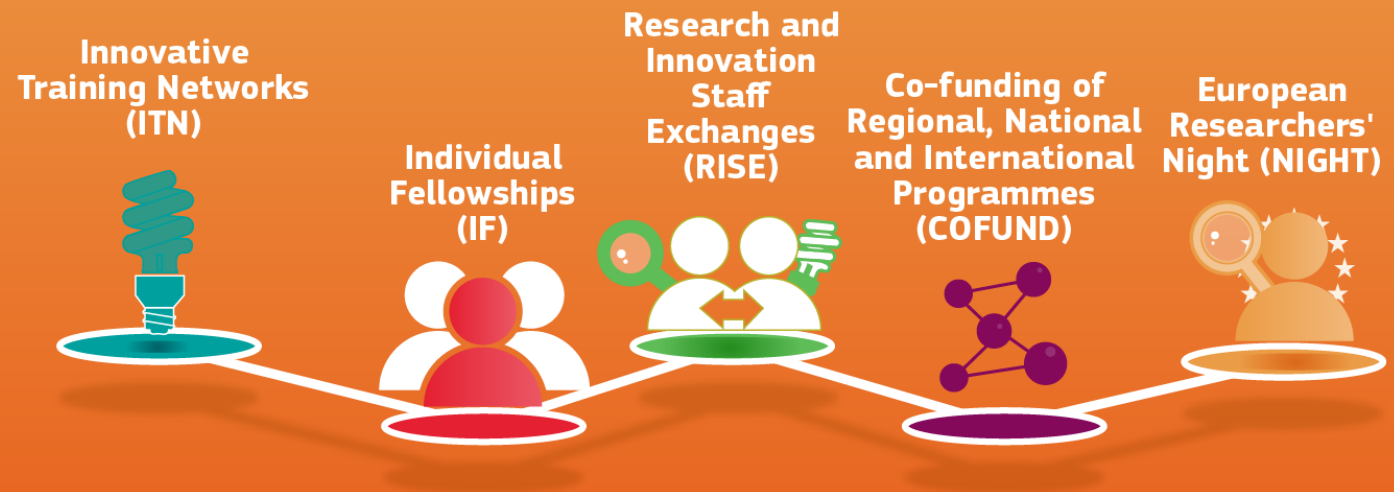 Innovative
Training Networks
(ITN)
Individual
Fellowships
(IF)
Research and
Innovation
Staff
Exchanges
(RISE)
Co-funding of
Regional, National
and International
Programmes
(COFUND)
European
Researchers'
Night (NIGHT)